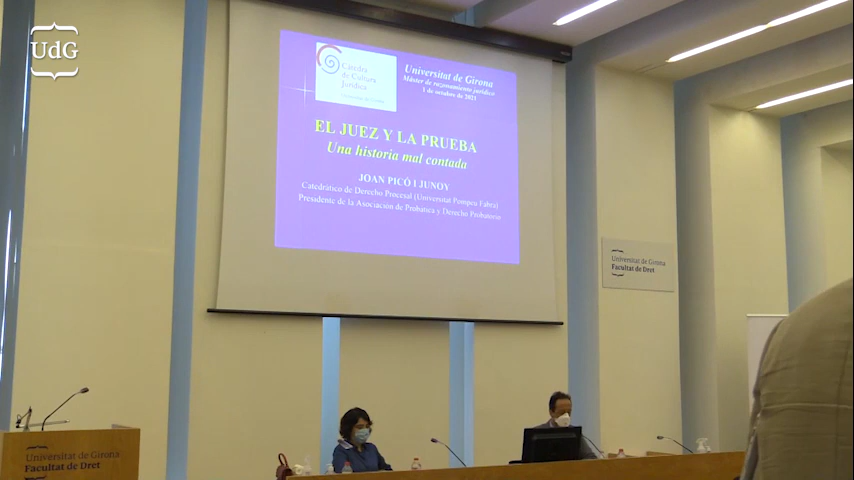 UdG
Càtedra
de Cultura
Jurídica
Universitat de Girona
Máster de razonamiento jurídico
1 de octubre de 2021
EL JUEZ Y LA PRUEBA
Una historia mal contada
JOAN PICÓ I JUNOY
Catedrático de Derecho Procesal (Universitat Pompeu Fabra)
Presidente de la Asociación de Probática y Derecho Probatorio
Universitat de Girona
Facultat de Dret
Universitat de Girona
Facultat de Dret